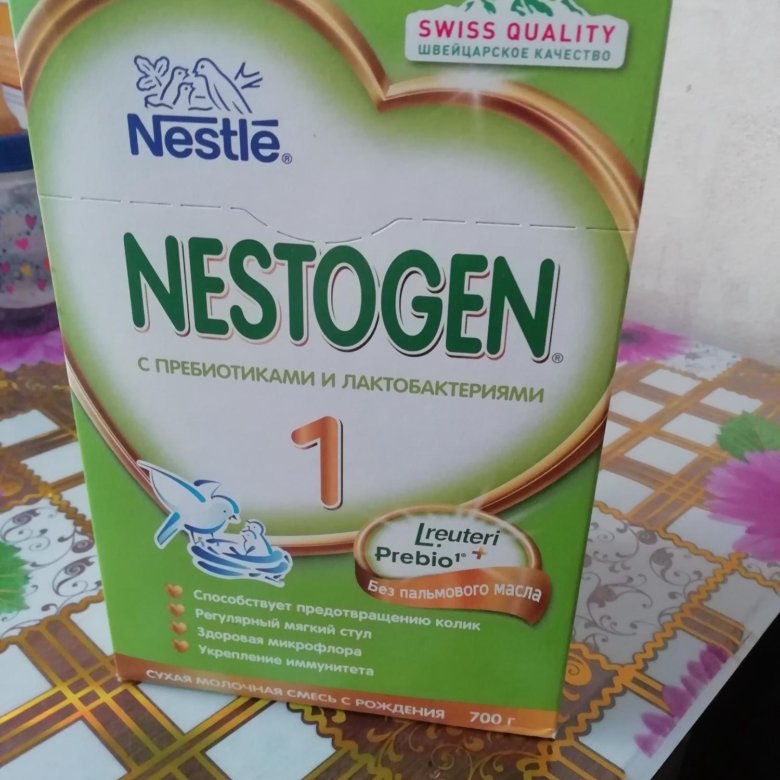 SWISS QUALITY
ШВЕЙЦАРСКОЕ КАЧЕСТВО
Nestlé®
NESTOGEN®
С ПРЕБИОТИКАМИ И ЛАКТОБАКТЕРИЯМИ
1
L. reuteri
+
Prebio1®
Без пальмового масла
Способствует предотвращению колик
Регулярный мягкий стул
Здоровая микрофлора
Укрепление иммунитета
СУХАЯ МОЛОЧНАЯ СМЕСЬ С РОЖДЕНИЯ 700 г